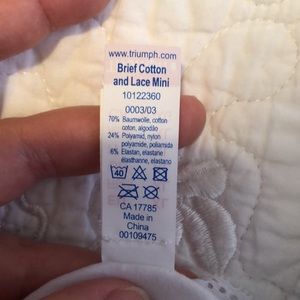 www.triumph.com
Brief Cotton
and Lace Mini
10122360
0003/03
70% Baumwolle, cotton
coton, algodão
24% Polyamid, nylon
polyamide, poliamida
6% Elastan, elastane
élasthanne, elastano
40
CA 17785
Made in
China
00109475